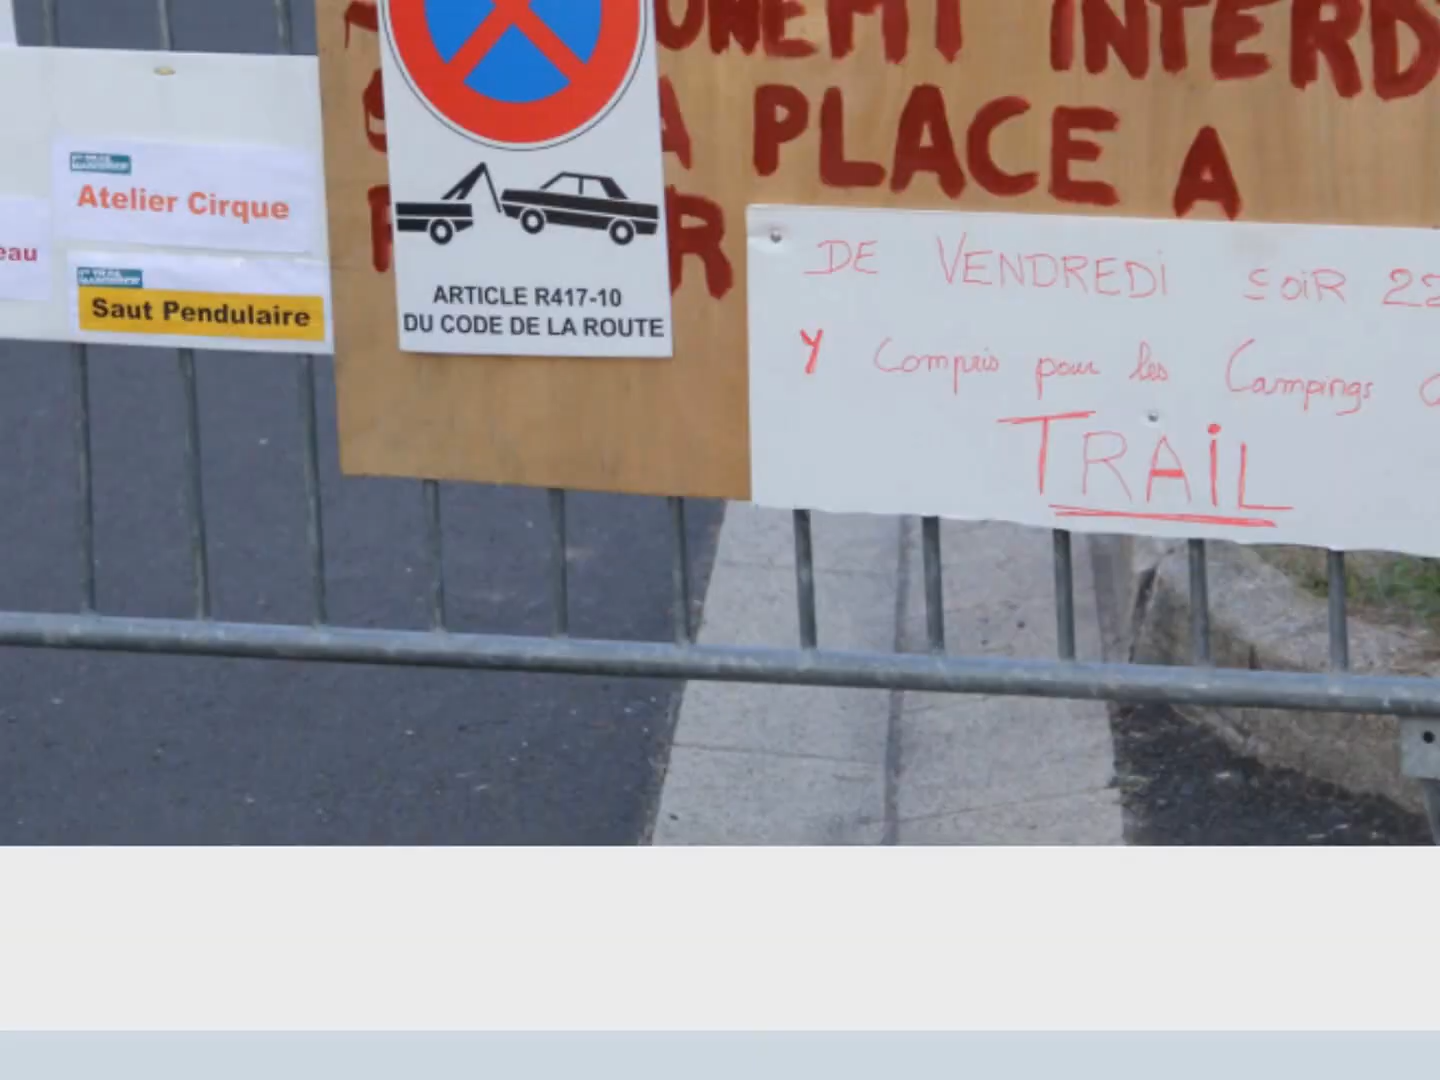 INTERD
PLACE A
Atelier Cirque
eau
Saut Pendulaire
ARTICLE R417-10
DU CODE DE LA ROUTE
DE VENDREDI SOIR 22
Y Compris pour les Campings
TRAIL